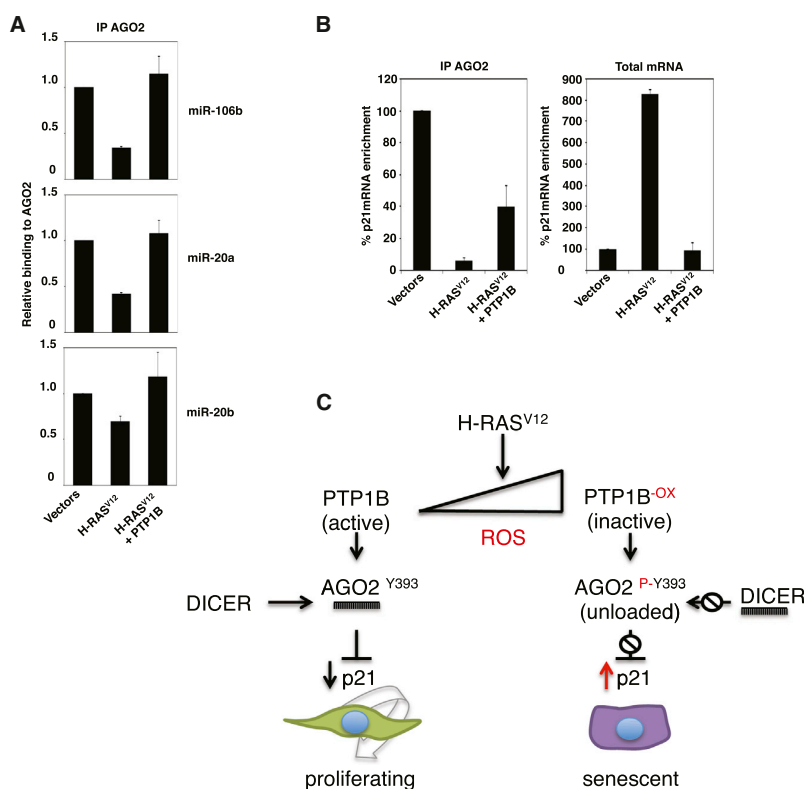 A
IP AGO2
Relative binding to AGO2
1.5
1.0
0.5
0
miR-106b
1.5
1.0
0.5
0
miR-20a
1.5
1.0
0.5
0
miR-20b
Vectors
H-RASV12
H-RASV12
+ PTP1B
B
IP AGO2
% p21mRNA enrichment
120
100
80
60
40
20
0
Vectors
H-RASV12
H-RASV12
+ PTP1B
Total mRNA
% p21mRNA enrichment
900
800
700
600
500
400
300
200
100
0
Vectors
H-RASV12
H-RASV12
+ PTP1B
C
H-RASV12
ROS
PTP1B
(active)
PTP1B-OX
(inactive)
DICER
AGO2 Y393
AGO2 P-Y393
(unloaded)
DICER
p21
p21
proliferating
senescent